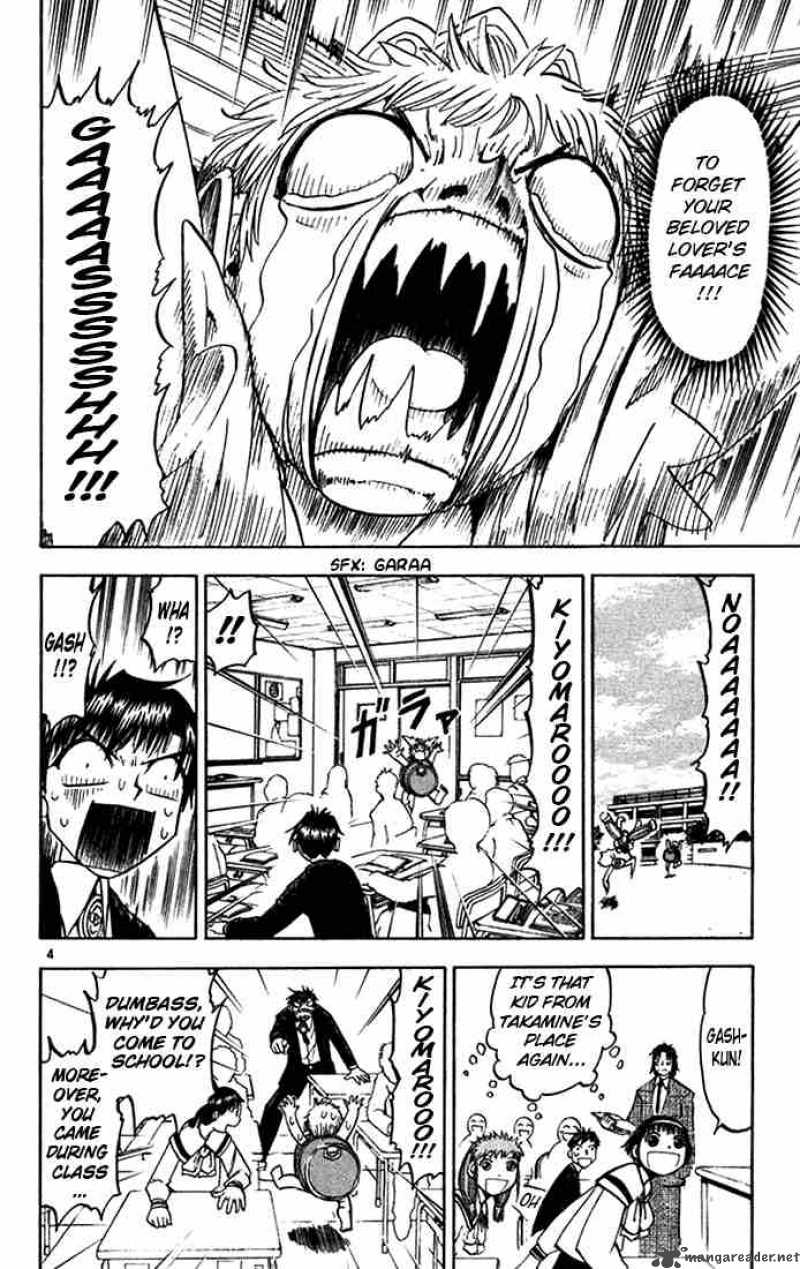 TO
FORGET
YOUR
BELOVED
LOVER'S
FAAAACE
!!!
GAAAAASSSSSHHH!!!
SFX: GARAA
NOAAAAAAA!!
KIYOMAROOOO!!!
!!
ガラァ
WHA
!?
GASH
!!?
4
GASH-
KUN!
IT'S THAT
KID FROM
TAKAMINE'S
PLACE
AGAIN...
OH
KIYOMAROOO!!!
DUMBASS,
WHY'D YOU
COME TO
SCHOOL!?
MORE-
OVER,
YOU
CAME
DURING
CLASS
...
mangareader.net